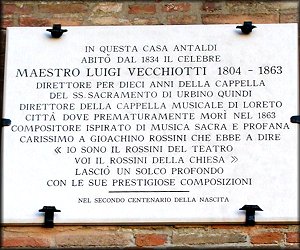 IN QUESTA CASA ANTALDI
ABITÒ DAL 1834 IL CELEBRE
MAESTRO LUIGI VECCHIOTTI 1804 - 1863
DIRETTORE PER DIECI ANNI DELLA CAPPELLA
DEL SS. SACRAMENTO DI URBINO QUINDI
DIRETTORE DELLA CAPPELLA MUSICALE DI LORETO
CITTÀ DOVE PREMATURAMENTE MORÌ NEL 1863
COMPOSITORE ISPIRATO DI MUSICA SACRA E PROFANA
CARISSIMO A GIOACHINO ROSSINI CHE EBBE A DIRE
« IO SONO IL ROSSINI DEL TEATRO
VOI IL ROSSINI DELLA CHIESA »
LASCIÒ UN SOLCO PROFONDO
CON LE SUE PRESTIGIOSE COMPOSIZIONI
NEL SECONDO CENTENARIO DELLA NASCITA